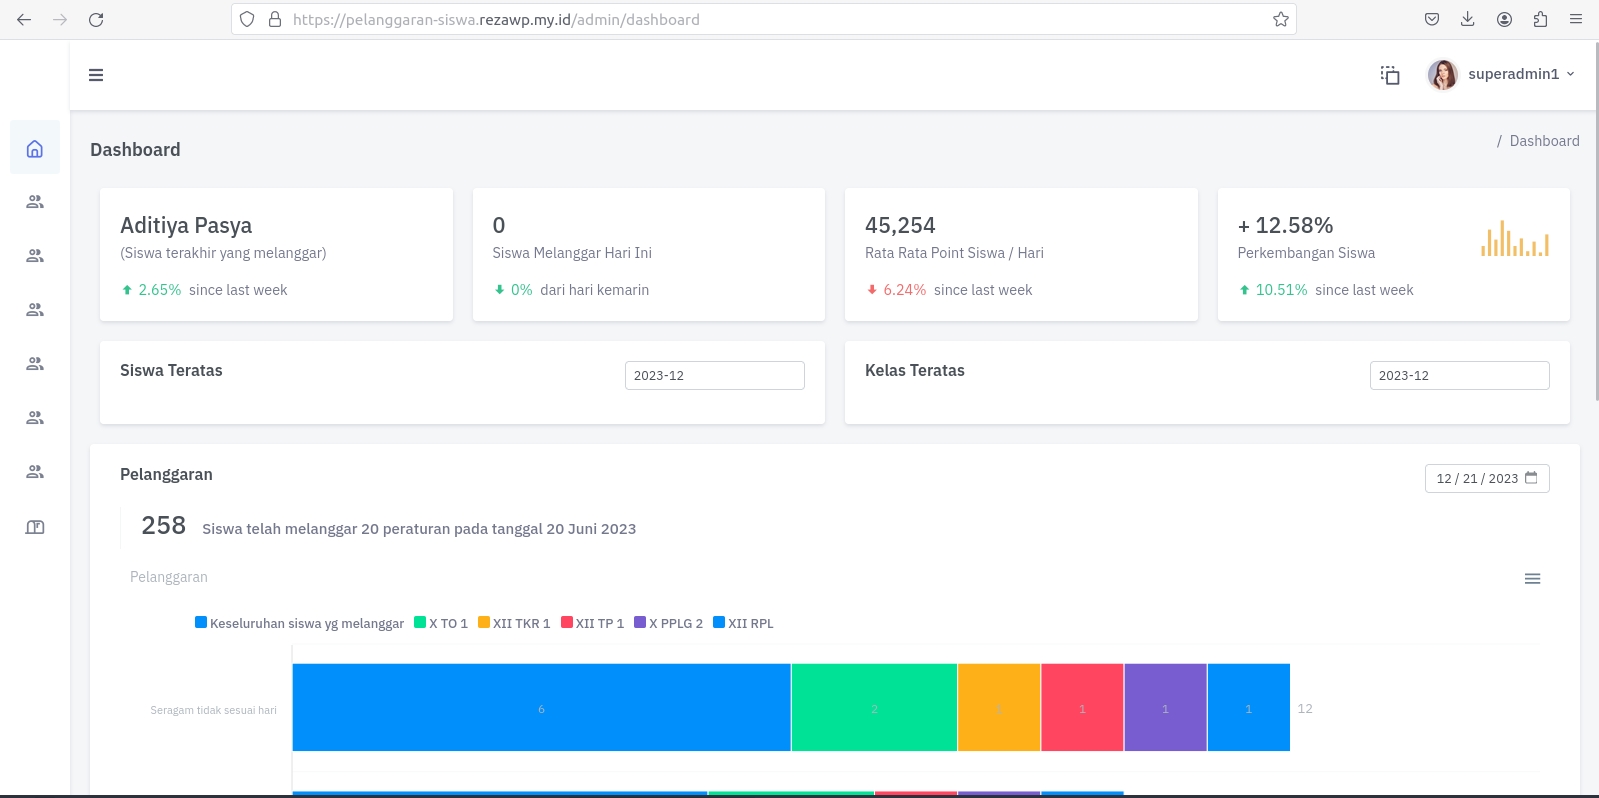 https://pelanggaran-siswa.rezawp.my.id/admin/dashboard
superadmin1
Dashboard
/ Dashboard
Aditiya Pasya
(Siswa terakhir yang melanggar)
2.65% since last week
0
Siswa Melanggar Hari Ini
0% dari hari kemarin
45,254
Rata Rata Point Siswa / Hari
6.24% since last week
+ 12.58%
Perkembangan Siswa
10.51% since last week
Siswa Teratas
2023-12
Kelas Teratas
2023-12
Pelanggaran
12 / 21 / 2023
258 Siswa telah melanggar 20 peraturan pada tanggal 20 Juni 2023
Pelanggaran
Keseluruhan siswa yg melanggar X TO 1 XII TKR 1 XII TP 1 X PPLG 2 XII RPL
Seragam tidak sesuai hari 6 2 1 1 1 1 12